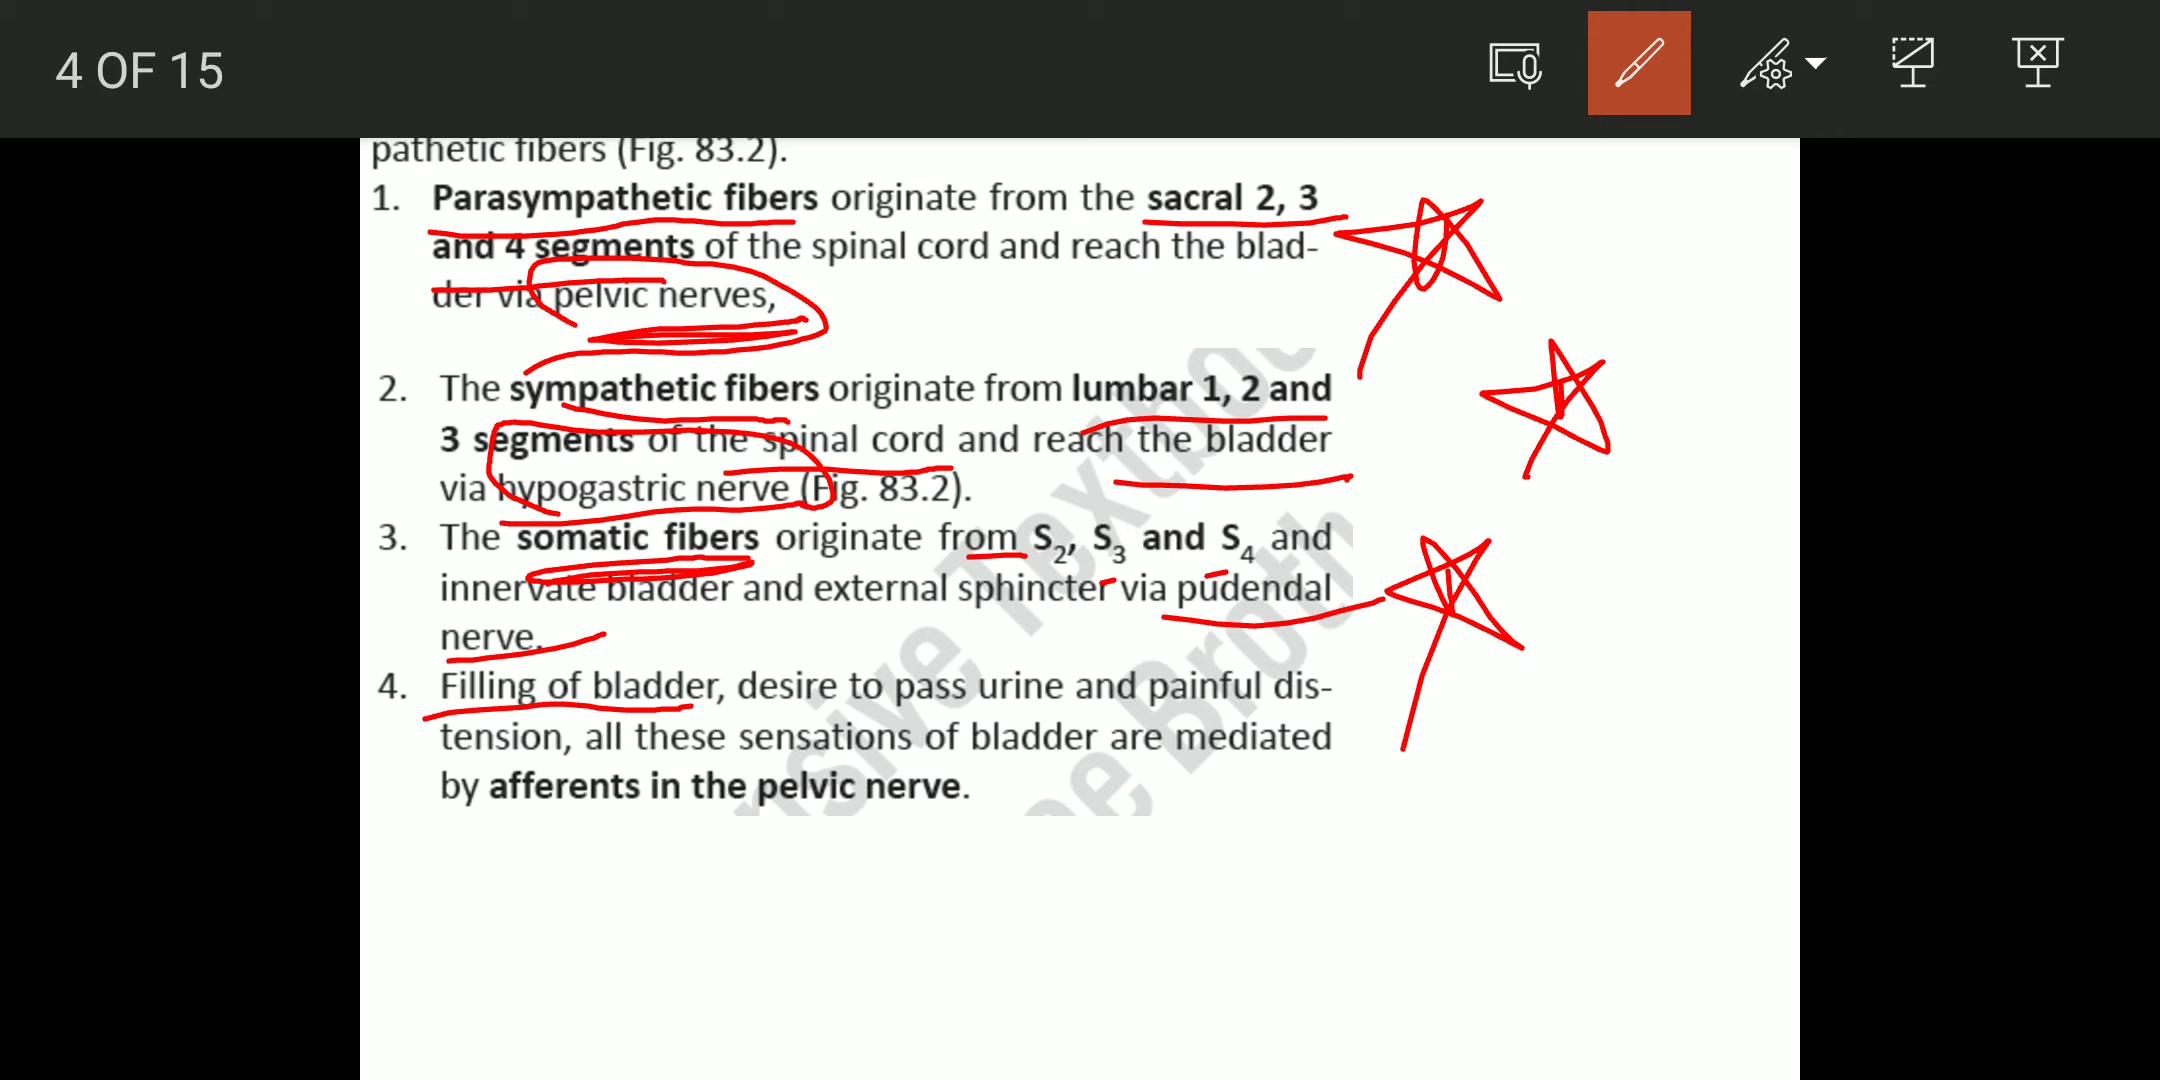 4 OF 15
pathetic fibers (Fig. 83.2).
1. Parasympathetic fibers originate from the sacral 2, 3
and 4 segments of the spinal cord and reach the blad-
der via pelvic nerves,
2. The sympathetic fibers originate from lumbar 1, 2 and
3 segments of the spinal cord and reach the bladder
via hypogastric nerve (Fig. 83.2).
3. The somatic fibers originate from S2, S3 and S4 and
innervate bladder and external sphincter via pudendal
nerve.
4. Filling of bladder, desire to pass urine and painful dis-
tension, all these sensations of bladder are mediated
by afferents in the pelvic nerve.